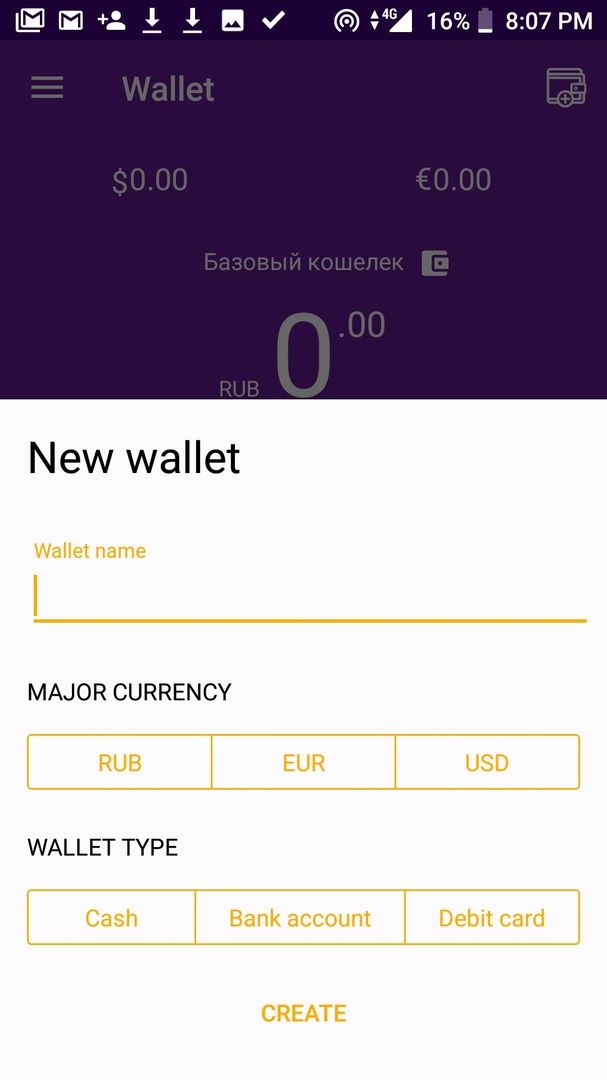 4G 16% 8:07 PM
Wallet
$0.00 €0.00
Базовый кошелек
RUB 0.00
New wallet
Wallet name
MAJOR CURRENCY
RUB EUR USD
WALLET TYPE
Cash Bank account Debit card
CREATE